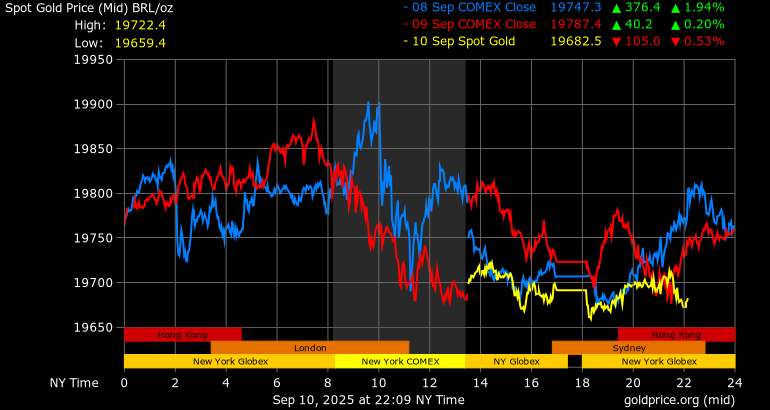 Spot Gold Price (Mid) BRL/oz
High: 19722.4
Low: 19659.4
- 08 Sep COMEX Close 19747.3 ▲ 376.4 ▲ 1.94%
- 09 Sep COMEX Close 19787.4 ▲ 40.2 ▲ 0.20%
- 10 Sep Spot Gold 19682.5 ▼ 105.0 ▼ 0.53%
19950
19900
19850
19800
19750
19700
19650
Hong Kong Hong Kong
London Sydney
New York Globex New York COMEX NY Globex New York Globex
NY Time 0 2 4 6 8 10 12 14 16 18 20 22 24
Sep 10, 2025 at 22:09 NY Time goldprice.org (mid)